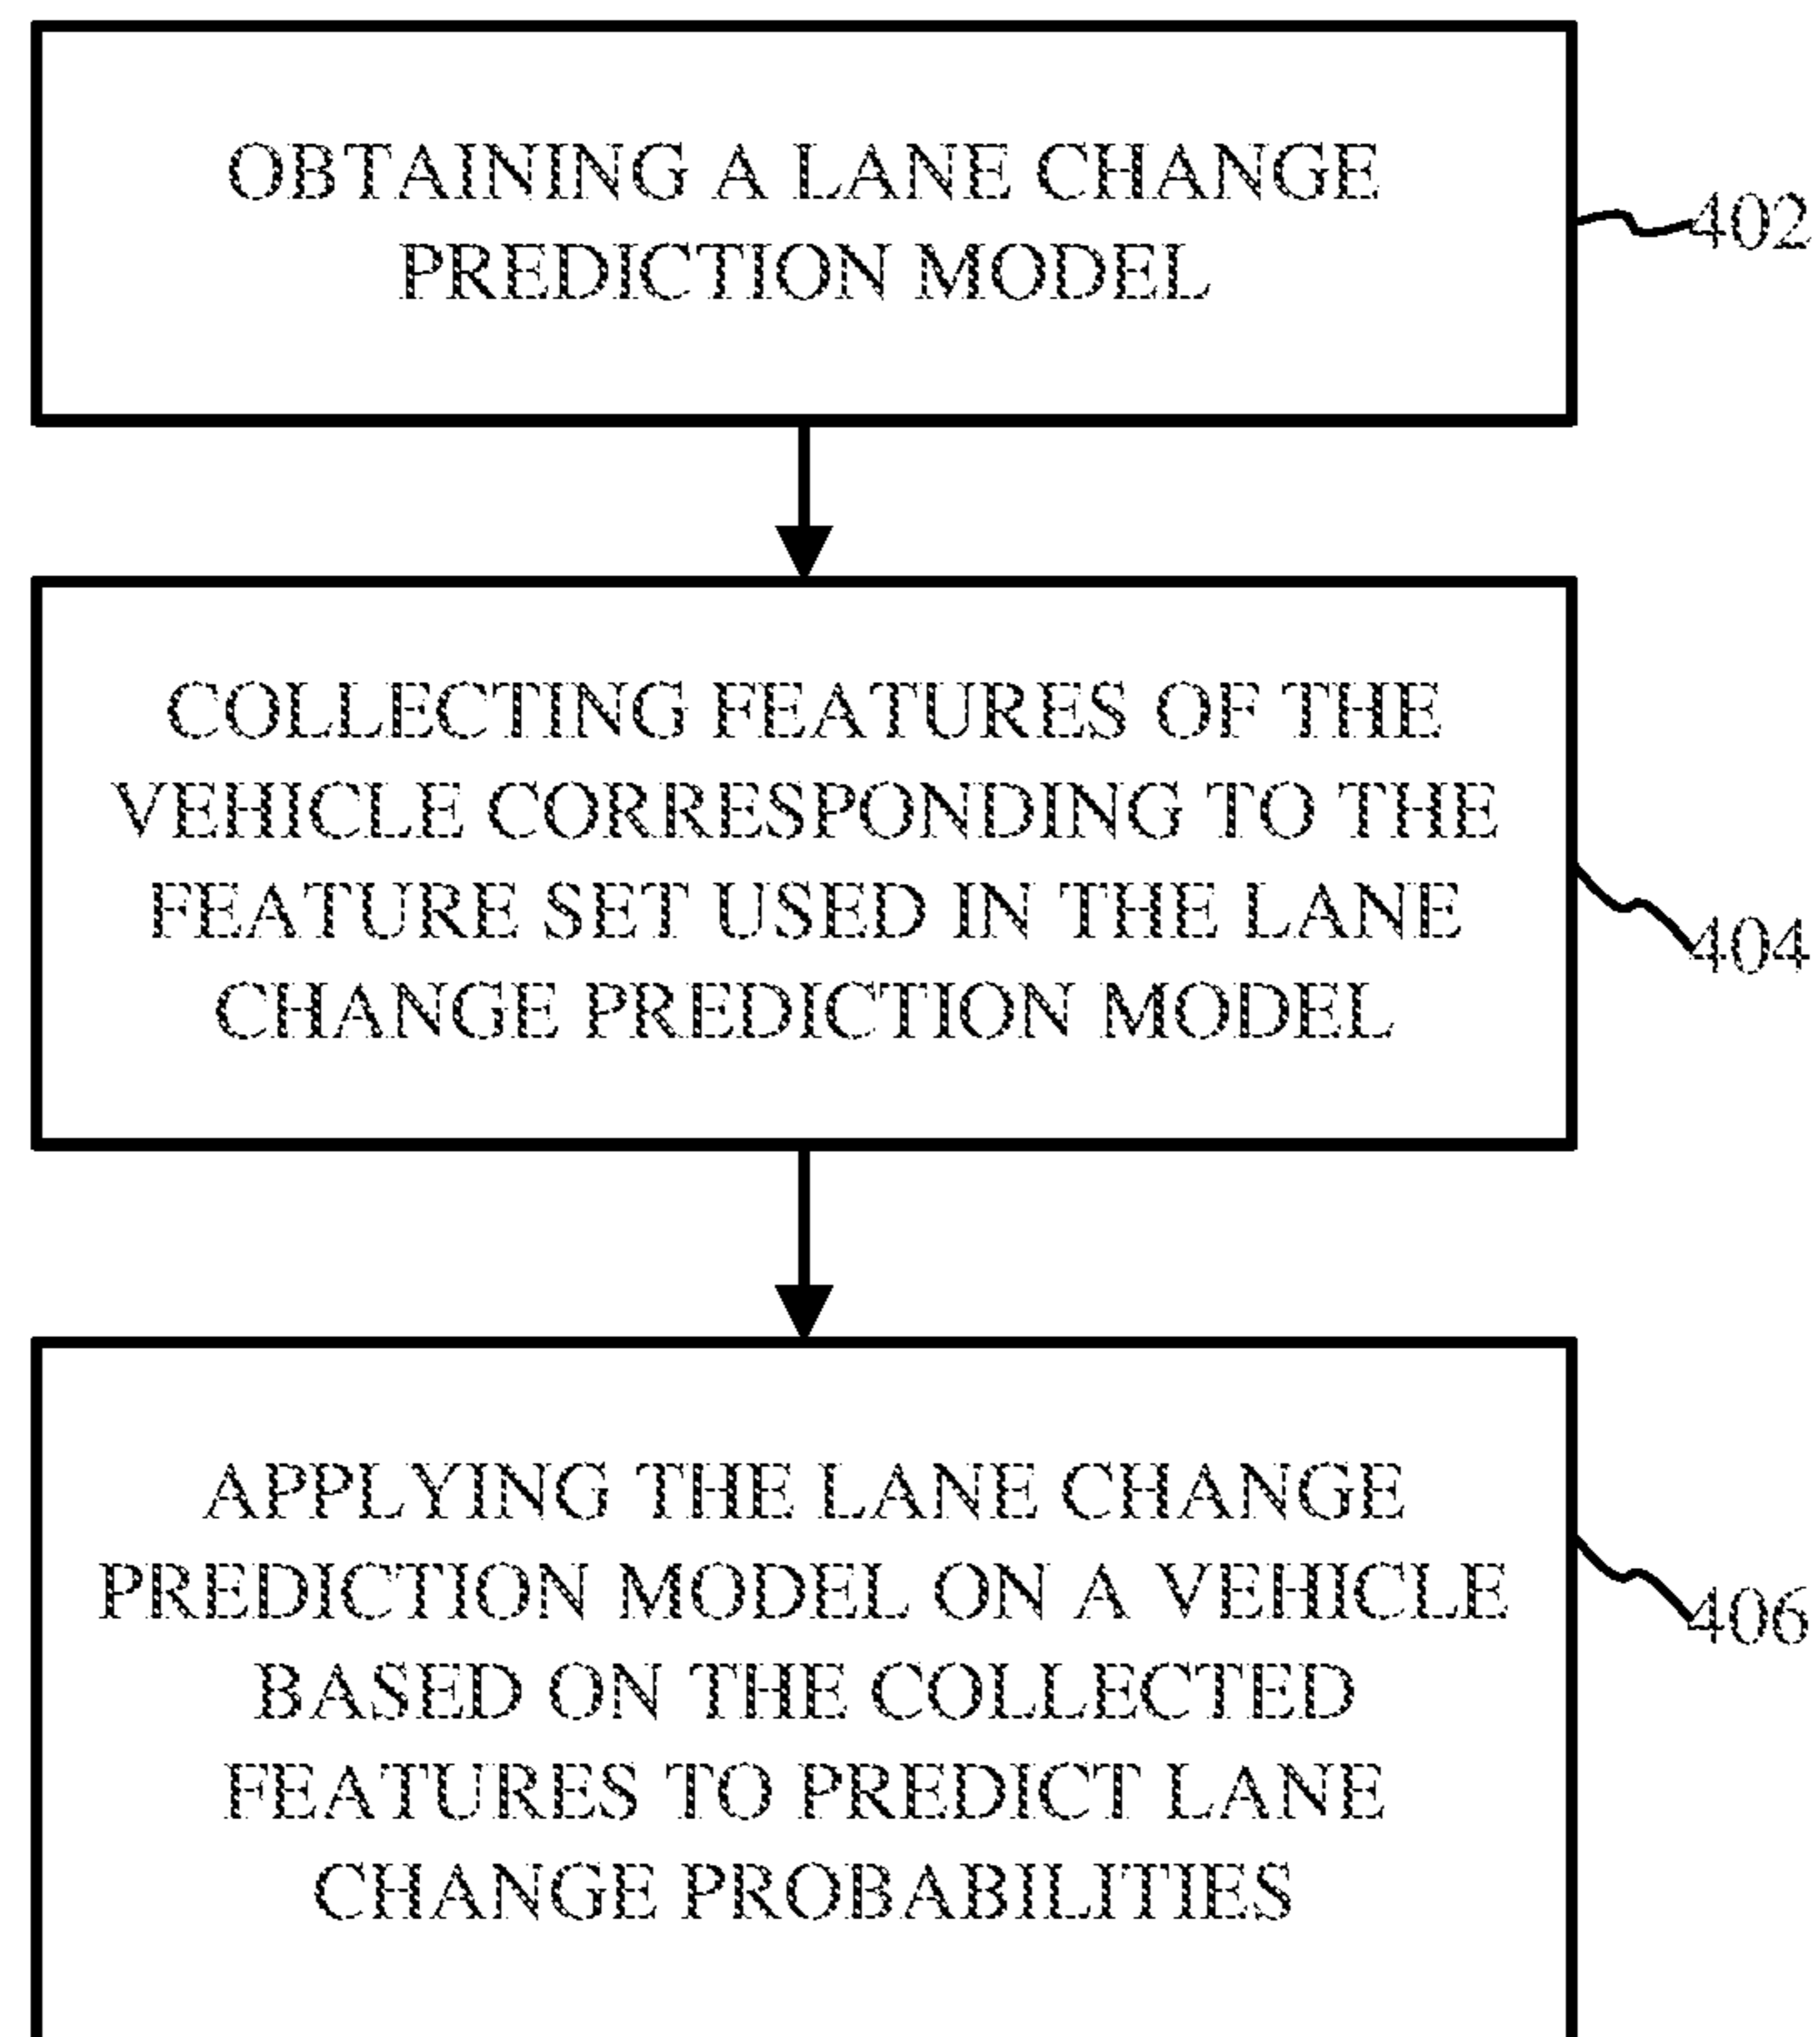 OBTAINING A LANE CHANGE
PREDICTION MODEL
402
COLLECTING FEATURES OF THE
VEHICLE CORRESPONDING TO THE
FEATURE SET USED IN THE LANE
CHANGE PREDICTION MODEL
404
APPLYING THE LANE CHANGE
PREDICTION MODEL ON A VEHICLE
BASED ON THE COLLECTED
FEATURES TO PREDICT LANE
CHANGE PROBABILITIES
406